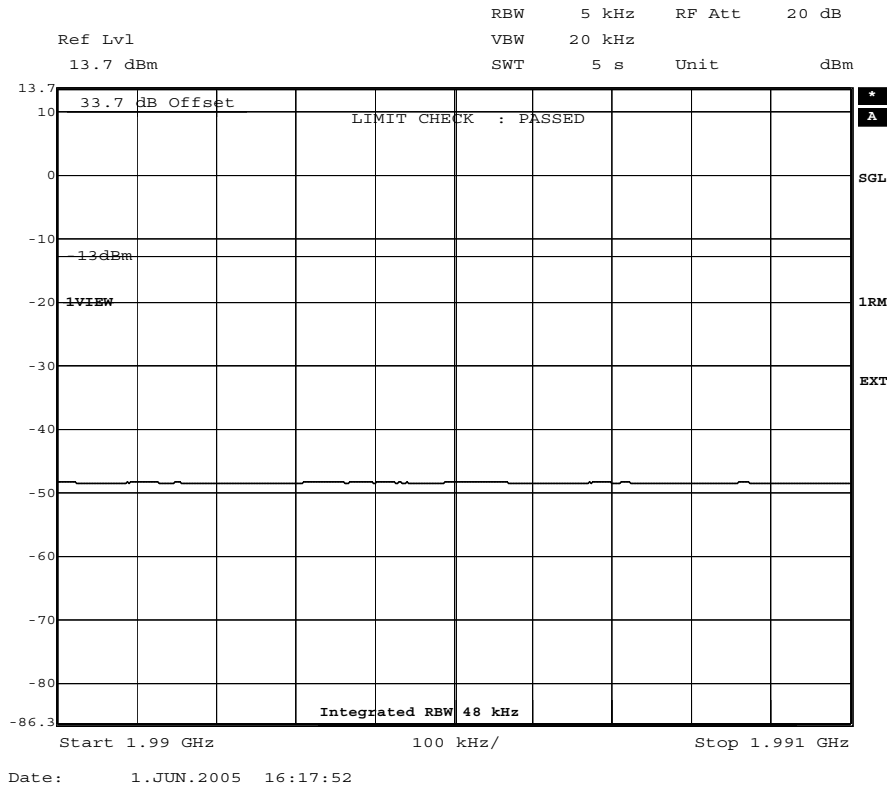 RBW 5 kHz RF Att 20 dB
Ref Lvl VBW 20 kHz
13.7 dBm SWT 5 s Unit dBm
13.7
33.7 dB Offset
*
10
LIMIT CHECK : PASSED
A
0
SGL
-10
-13dBm
-20
1VIEW
1RM
-30
EXT
-40
-50
-60
-70
-80
Integrated RBW 48 kHz
-86.3
Start 1.99 GHz 100 kHz/ Stop 1.991 GHz
Date: 1.JUN.2005 16:17:52